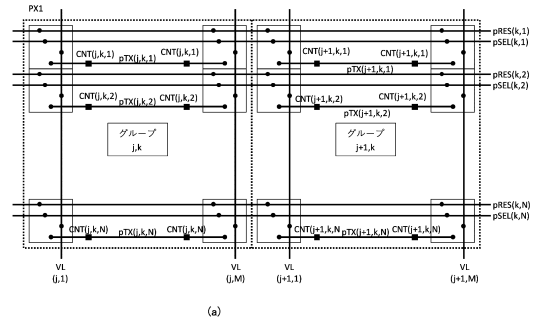 PX1
CNT(j,k,1) CNT(j,k,1) CNT(j+1,k,1) CNT(j+1,k,1) pRES(k,1)
pSEL(k,1)
pTX(j,k,1) pTX(j+1,k,1)
CNT(j,k,2) pTX(j,k,2) CNT(j,k,2) CNT(j+1,k,2) CNT(j+1,k,2) pRES(k,2)
pSEL(k,2)
pTX(j+1,k,2)
グループ グループ
j,k j+1,k
pRES(k,N)
pSEL(k,N)
CNT(j,k,N) pTX(j,k,N) CNT(j,k,N) CNT(j+1,k,N) pTX(j+1,k,N) CNT(j+1,k,N)
VL VL VL VL
(j,1) (j,M) (j+1,1) (j+1,M)
(a)